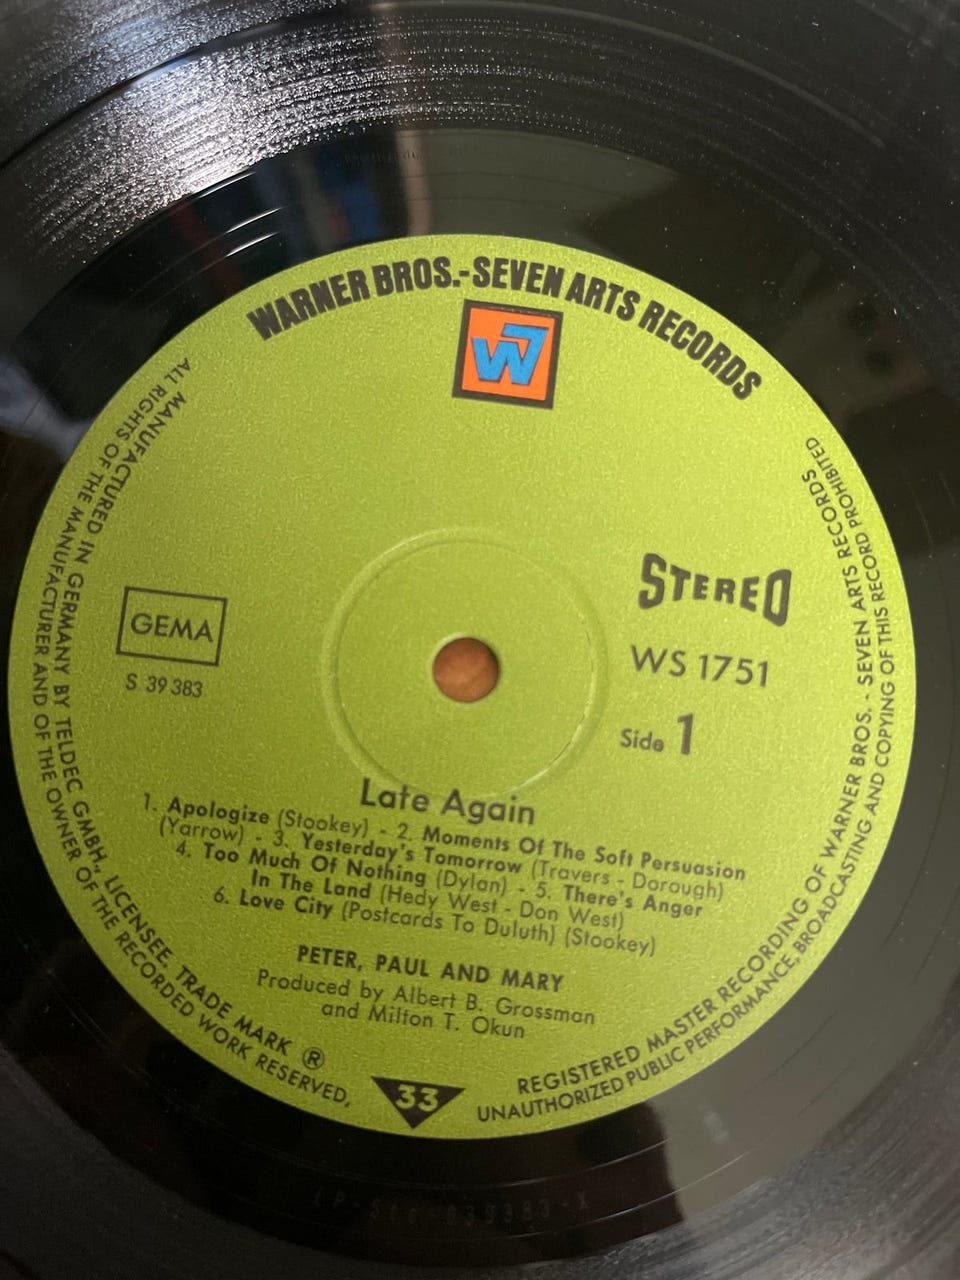 WARNER BROS.-SEVEN ARTS RECORDS
W7
STEREO
GEMA
WS 1751
S 39 383
Side 1
Late Again
1. Apologize (Stookey) - 2. Moments Of The Soft Persuasion
(Yarrow) - 3. Yesterday's Tomorrow (Travers - Dorough)
4. Too Much Of Nothing (Dylan) - 5. There's Anger
In The Land (Hedy West - Don West)
6. Love City (Postcards To Duluth) (Stookey)
PETER, PAUL AND MARY
Produced by Albert B. Grossman
and Milton T. Okun
33
MANUFACTURED IN GERMANY BY TELDEC GMBH., LICENSEE, TRADE MARK ®
REGISTERED MASTER RECORDING OF WARNER BROS. - SEVEN ARTS RECORDS
ALL RIGHTS OF THE MANUFACTURER AND OF THE OWNER OF THE RECORDED WORK RESERVED,
UNAUTHORIZED PUBLIC PERFORMANCE, BROADCASTING AND COPYING OF THIS RECORD PROHIBITED